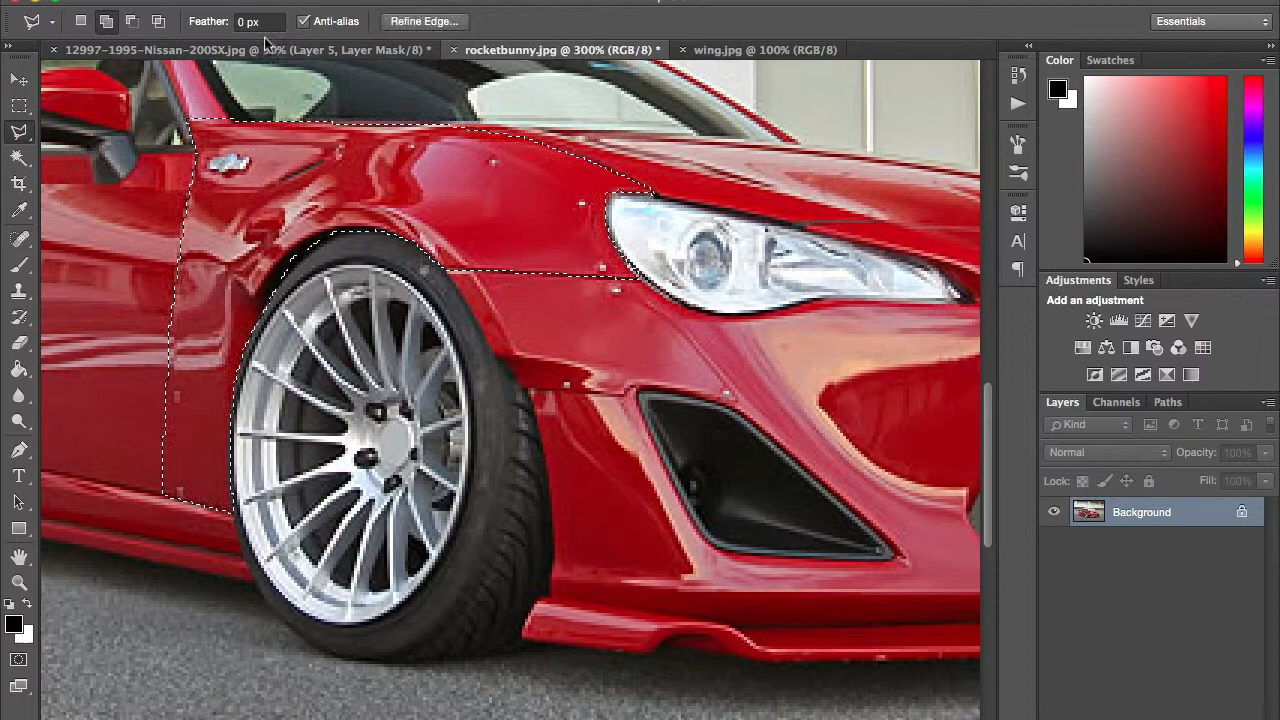 Feather: 0 px Anti-alias Refine Edge... Essentials
12997-1995-Nissan-200SX.jpg @ 50% (Layer 5, Layer Mask/8) * rocketbunny.jpg @ 300% (RGB/8) * wing.jpg @ 100% (RGB/8)
Color Swatches
Adjustments Styles
Add an adjustment
Layers Channels Paths
Kind
Normal Opacity: 100%
Lock: Fill: 100%
Background